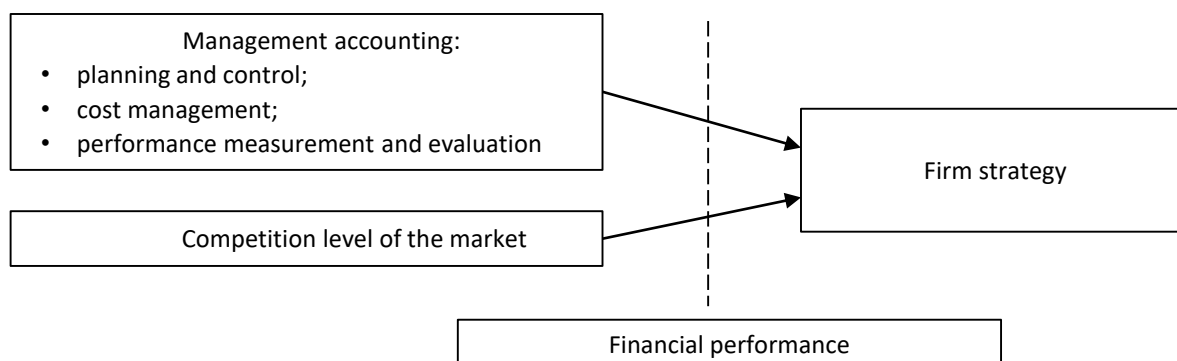 Management accounting:
• planning and control;
• cost management;
• performance measurement and evaluation
Firm strategy
Competition level of the market
Financial performance